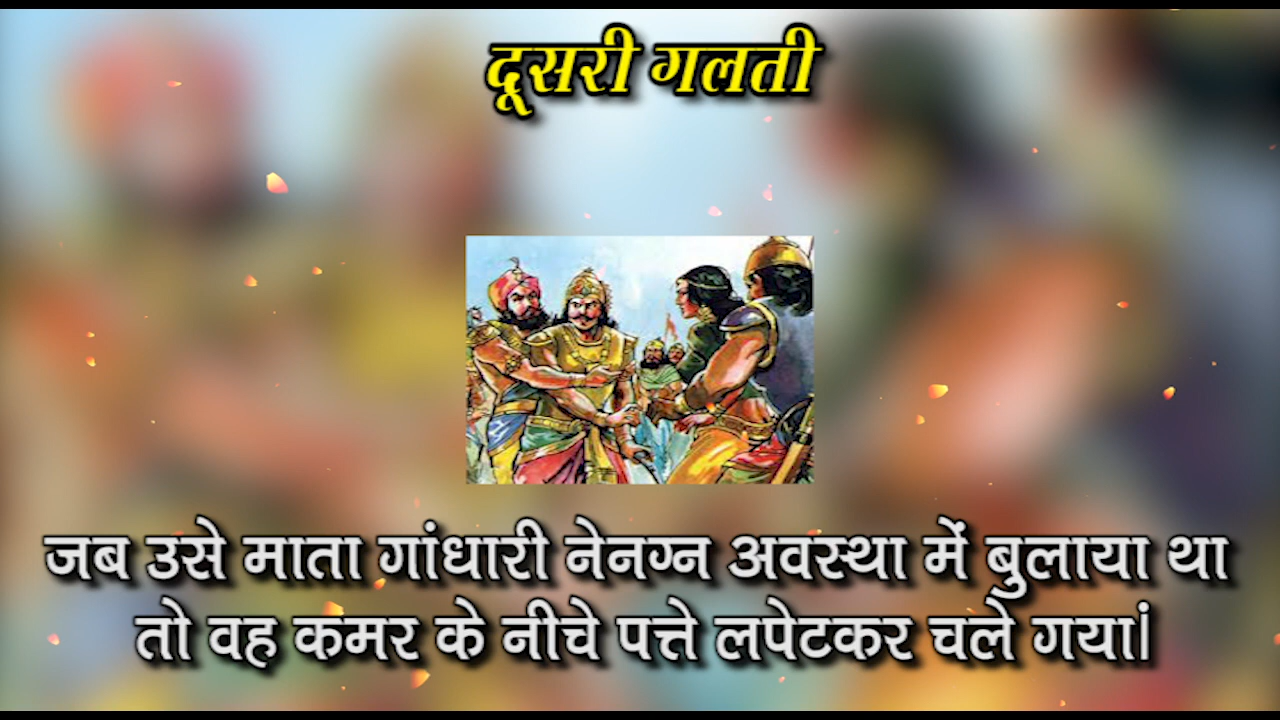 दूसरी गलती
जब उसे माता गांधारी नेनग्न अवस्था में बुलाया था
तो वह कमर के नीचे पत्ते लपेटकर चले गया।